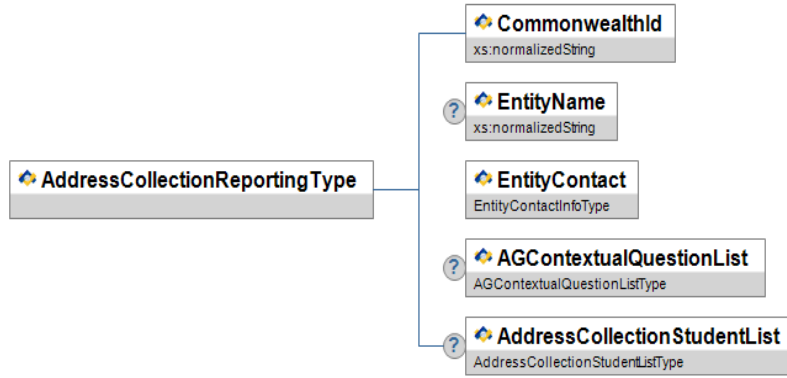 CommonwealthId
xs:normalizedString
?
EntityName
xs:normalizedString
AddressCollectionReportingType
EntityContact
EntityContactInfoType
?
AGContextualQuestionList
AGContextualQuestionListType
?
AddressCollectionStudentList
AddressCollectionStudentListType